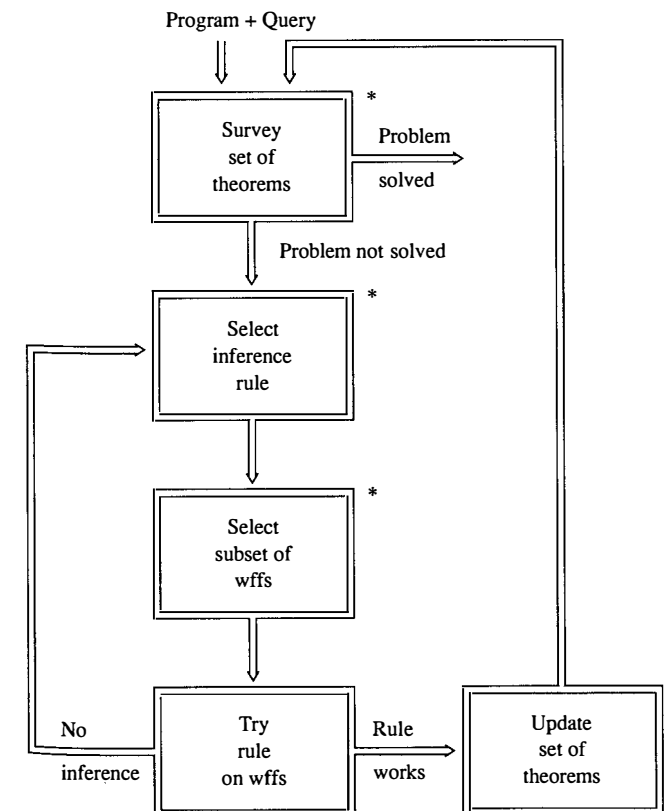 Program + Query
*
Survey
set of
theorems
Problem
solved
Problem not solved
*
Select
inference
rule
*
Select
subset of
wffs
No
inference
Try
rule
on wffs
Rule
works
Update
set of
theorems